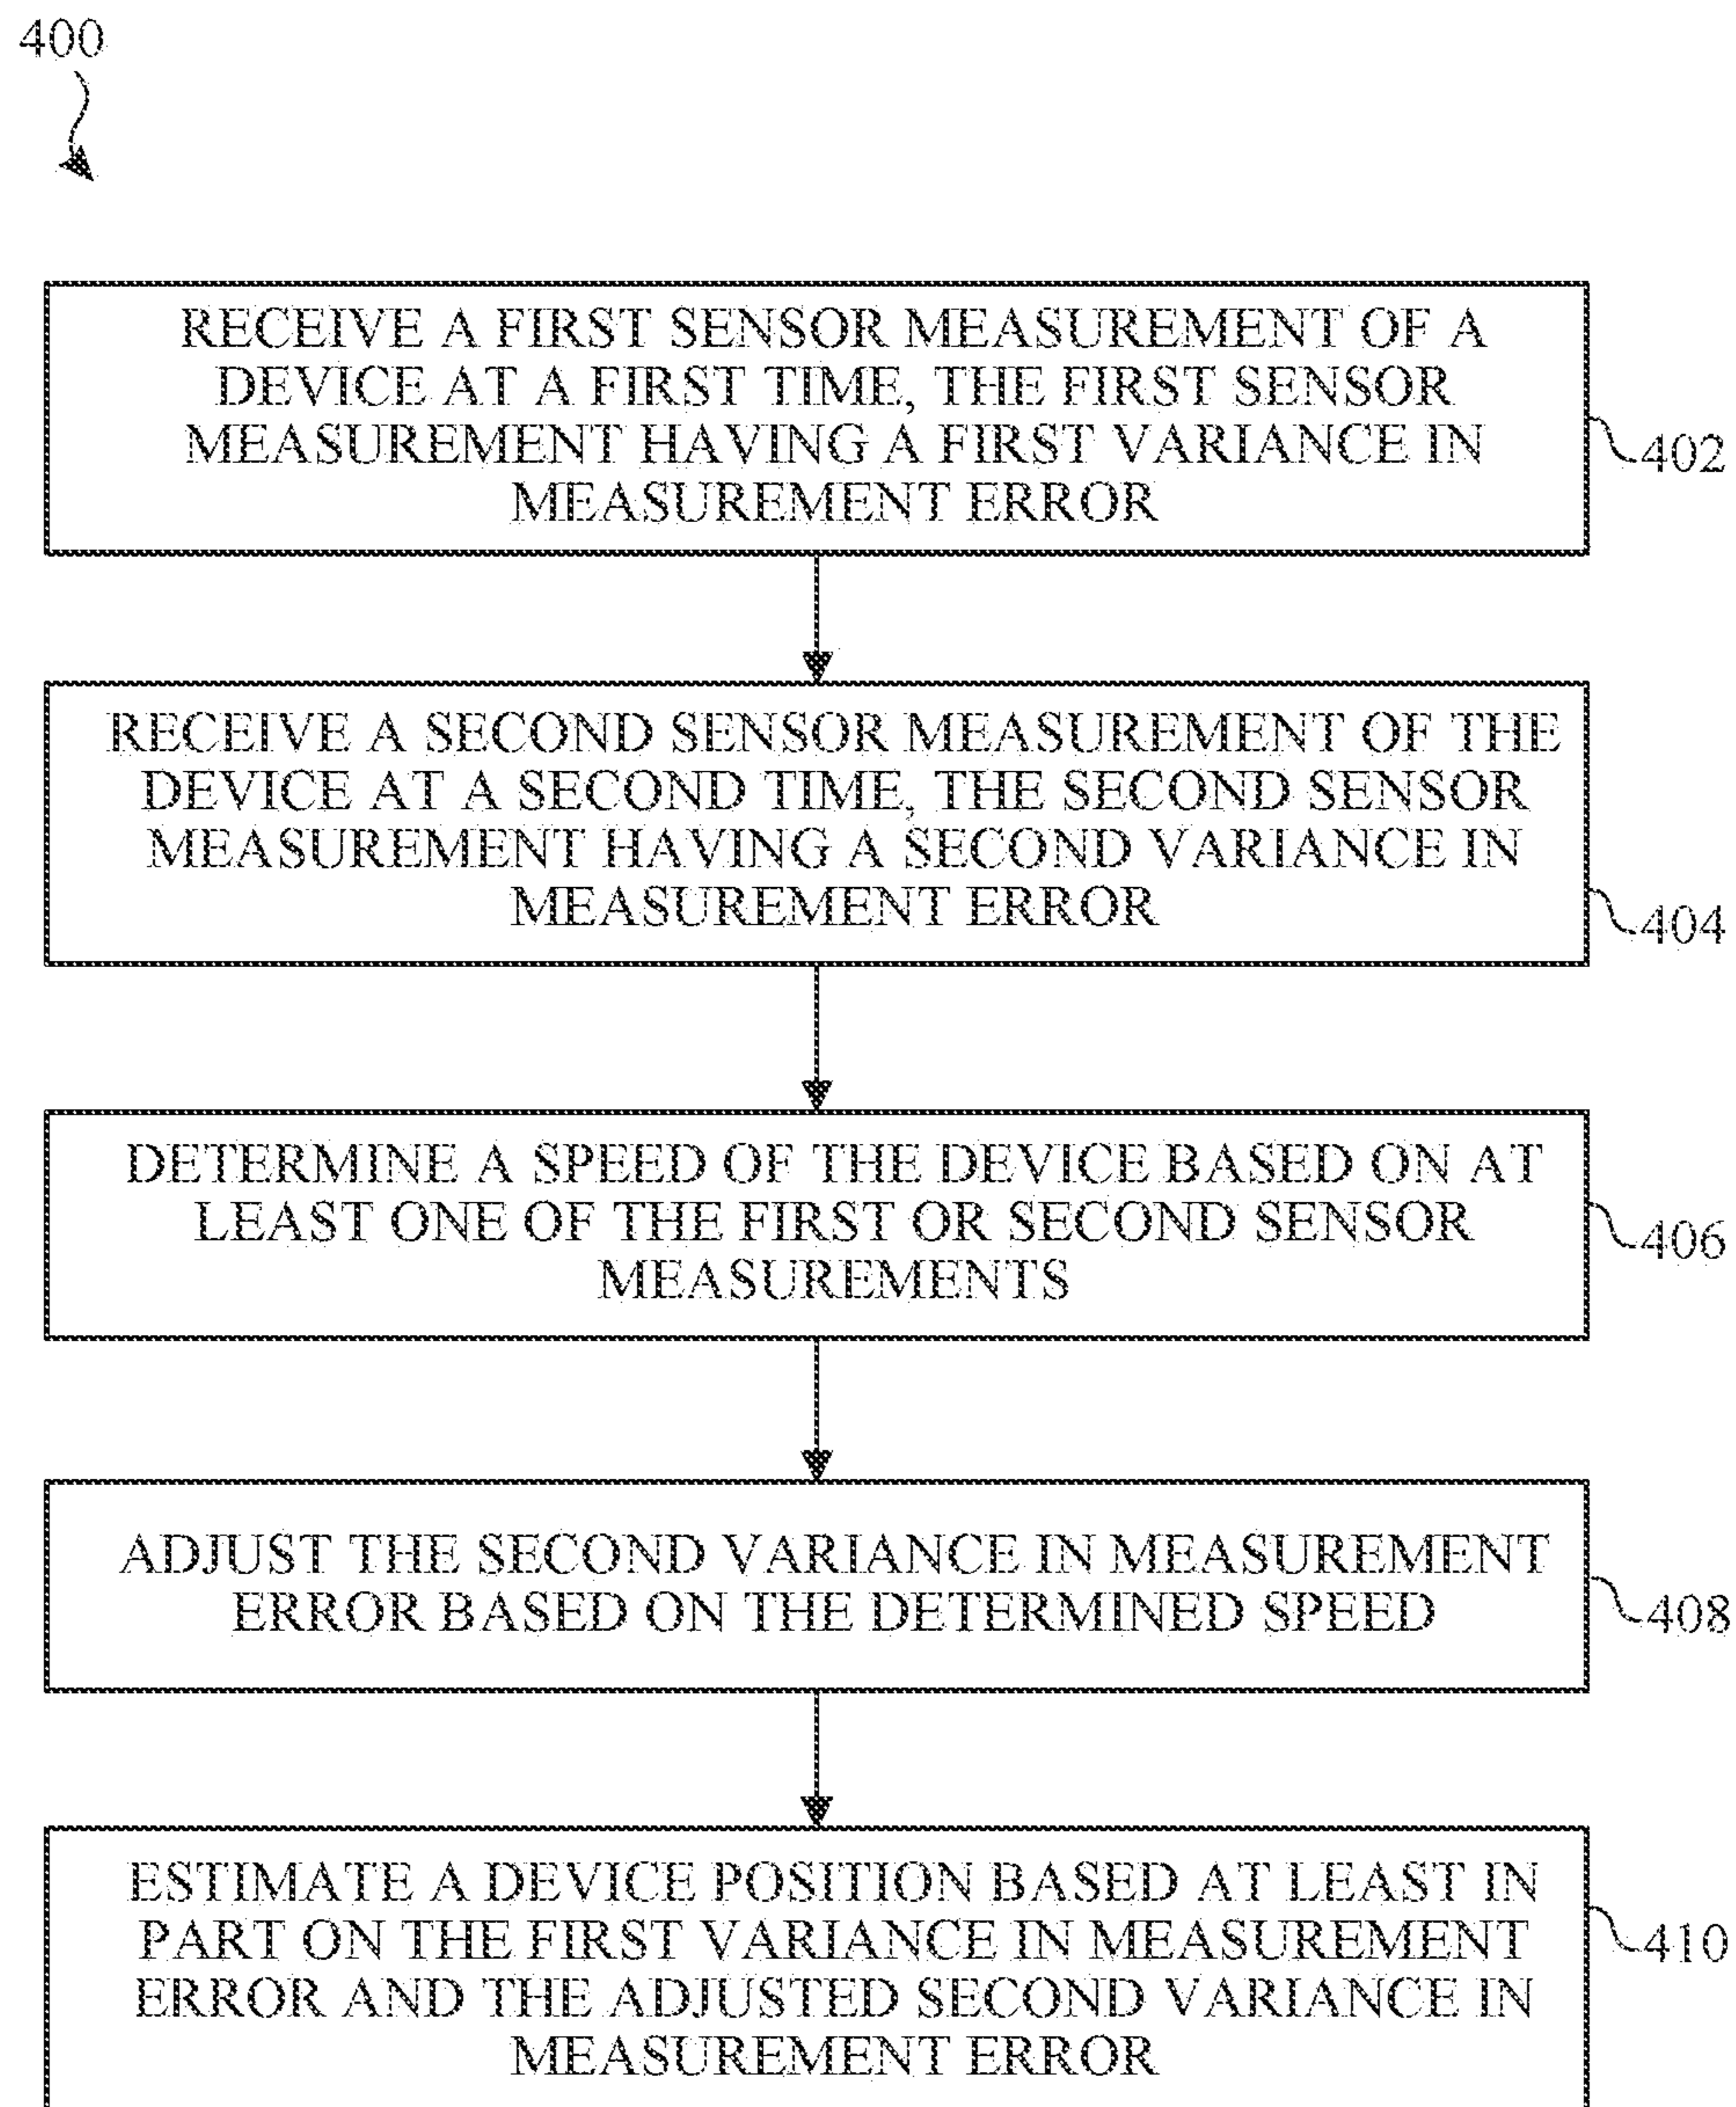 400
RECEIVE A FIRST SENSOR MEASUREMENT OF A
DEVICE AT A FIRST TIME, THE FIRST SENSOR
MEASUREMENT HAVING A FIRST VARIANCE IN
MEASUREMENT ERROR
402
RECEIVE A SECOND SENSOR MEASUREMENT OF THE
DEVICE AT A SECOND TIME, THE SECOND SENSOR
MEASUREMENT HAVING A SECOND VARIANCE IN
MEASUREMENT ERROR
404
DETERMINE A SPEED OF THE DEVICE BASED ON AT
LEAST ONE OF THE FIRST OR SECOND SENSOR
MEASUREMENTS
406
ADJUST THE SECOND VARIANCE IN MEASUREMENT
ERROR BASED ON THE DETERMINED SPEED
408
ESTIMATE A DEVICE POSITION BASED AT LEAST IN
PART ON THE FIRST VARIANCE IN MEASUREMENT
ERROR AND THE ADJUSTED SECOND VARIANCE IN
MEASUREMENT ERROR
410